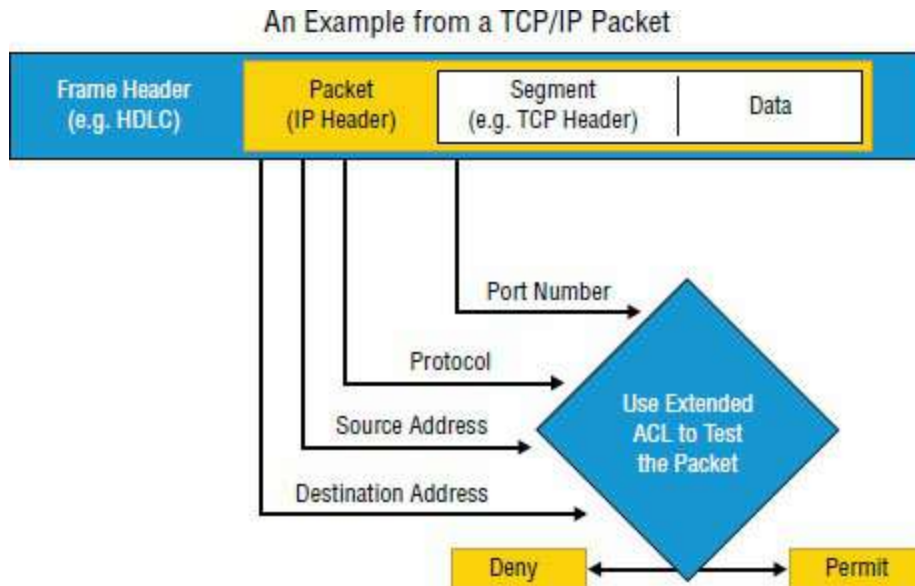 An Example from a TCP/IP Packet
Frame Header
(e.g. HDLC)
Packet
(IP Header)
Segment
(e.g. TCP Header)
Data
Port Number
Protocol
Source Address
Destination Address
Use Extended
ACL to Test
the Packet
Deny
Permit